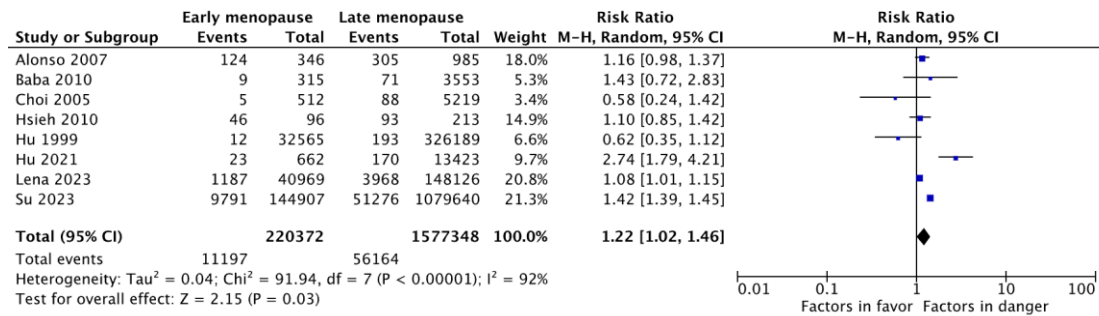 Early menopause Late menopause Risk Ratio Risk Ratio
Study or Subgroup Events Total Events Total Weight M-H, Random, 95% CI M-H, Random, 95% CI
Alonso 2007 124 346 305 985 18.0% 1.16 [0.98, 1.37]
Baba 2010 9 315 71 3553 5.3% 1.43 [0.72, 2.83]
Choi 2005 5 512 88 5219 3.4% 0.58 [0.24, 1.42]
Hsieh 2010 46 96 93 213 14.9% 1.10 [0.85, 1.42]
Hu 1999 12 32565 193 326189 6.6% 0.62 [0.35, 1.12]
Hu 2021 23 662 170 13423 9.7% 2.74 [1.79, 4.21]
Lena 2023 1187 40969 3968 148126 20.8% 1.08 [1.01, 1.15]
Su 2023 9791 144907 51276 1079640 21.3% 1.42 [1.39, 1.45]
Total (95% CI) 220372 1577348 100.0% 1.22 [1.02, 1.46]
Total events 11197 56164
Heterogeneity: Tau² = 0.04; Chi² = 91.94, df = 7 (P < 0.00001); I² = 92%
Test for overall effect: Z = 2.15 (P = 0.03)
0.01 0.1 1 10 100
Factors in favor Factors in danger